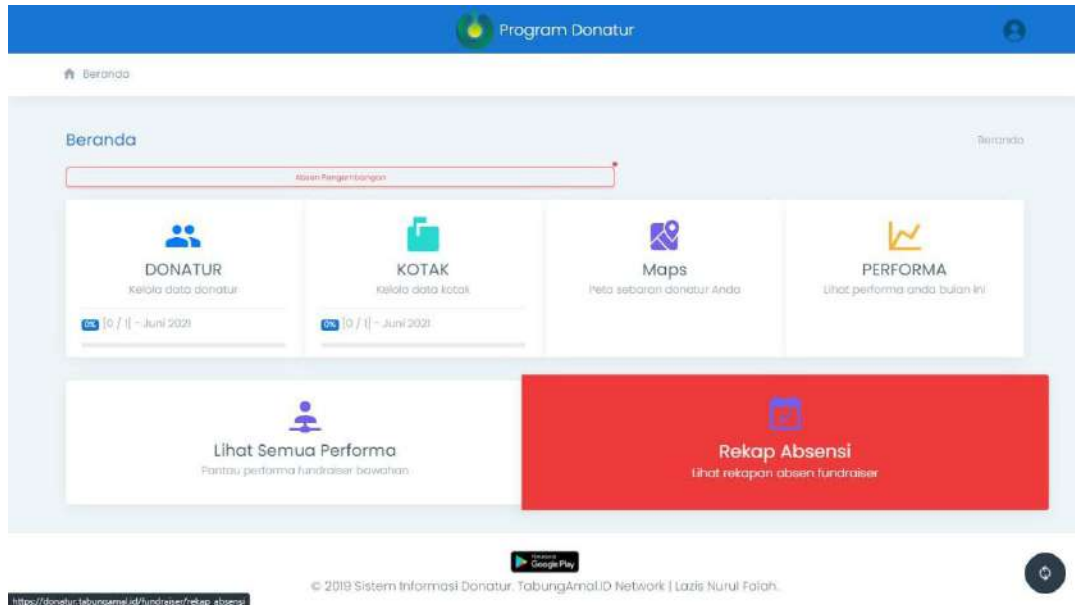 Program Donatur
Beranda
Beranda
Beranda
Absen Pengembangan
DONATUR
Kelola data donatur
0% [0 / 1] - Juni 2021
KOTAK
Kelola data kotak
0% [0 / 1] - Juni 2021
Maps
Peta sebaran donatur Anda
PERFORMA
Lihat performa anda bulan ini
Lihat Semua Performa
Pantau performa fundraiser bawahan
Rekap Absensi
Lihat rekapan absen fundraiser
Google Play
© 2019 Sistem Informasi Donatur. TabungAmal.ID Network | Lazis Nurul Falah.
https://donatur.tabungamal.id/fundraiser/rekap_absensi